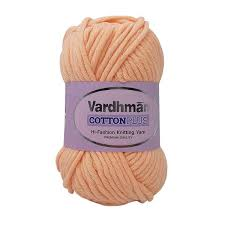 Vardhman
COTTON PLUS
Hi-Fashion Knitting Yarn